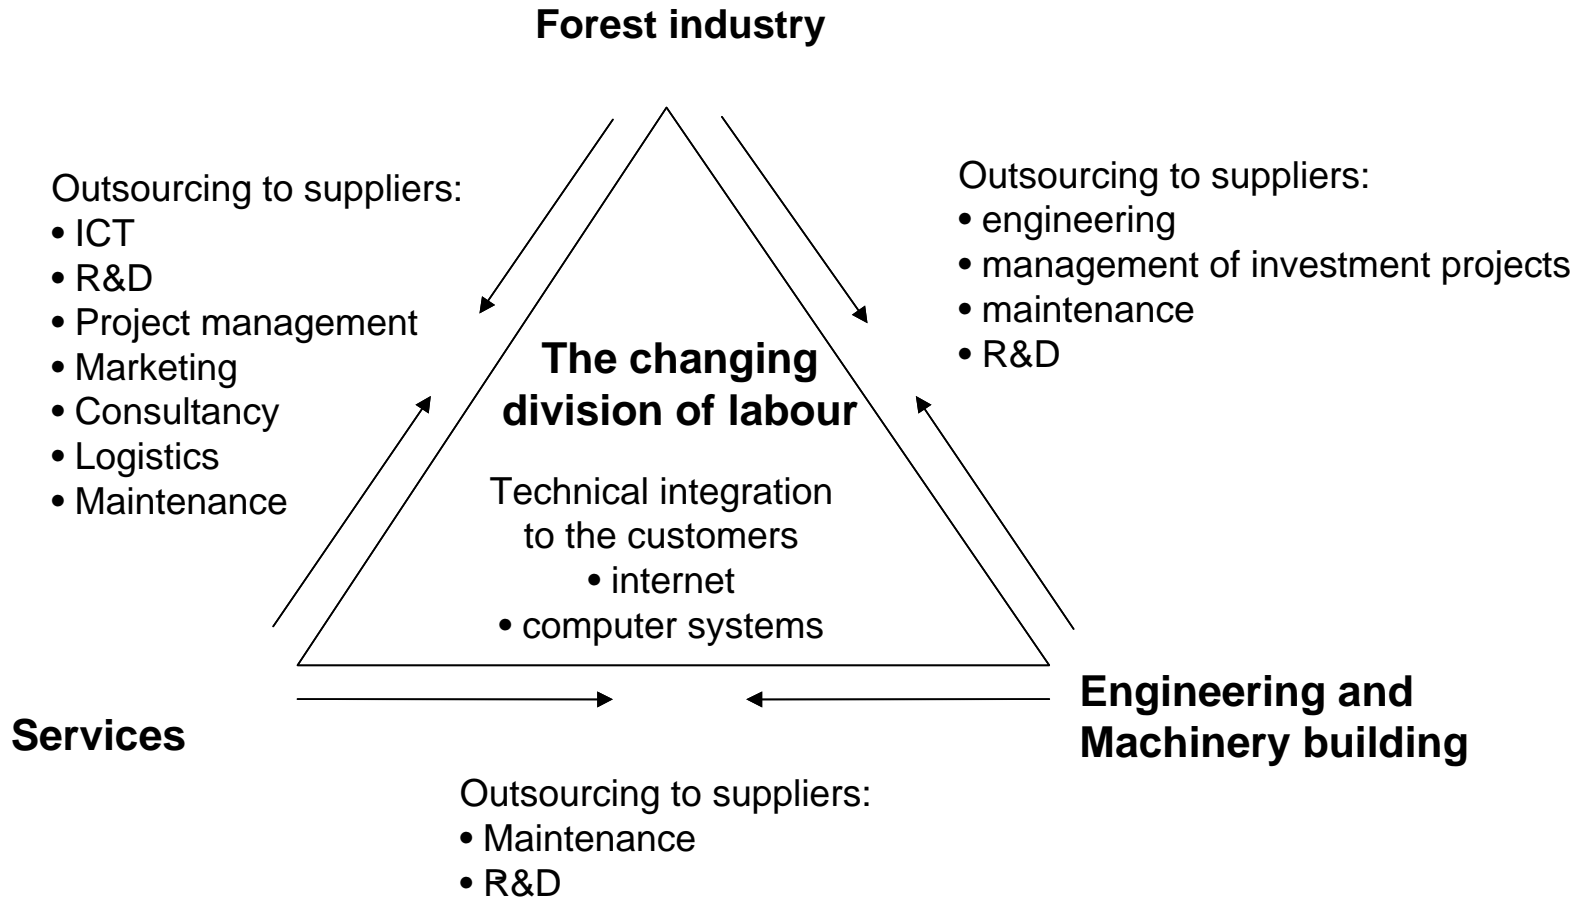 Forest industry
Outsourcing to suppliers:
• ICT
• R&D
• Project management
• Marketing
• Consultancy
• Logistics
• Maintenance
Outsourcing to suppliers:
• engineering
• management of investment projects
• maintenance
• R&D
The changing
division of labour
Technical integration
to the customers
• internet
• computer systems
Services
Engineering and
Machinery building
Outsourcing to suppliers:
• Maintenance
• R&D